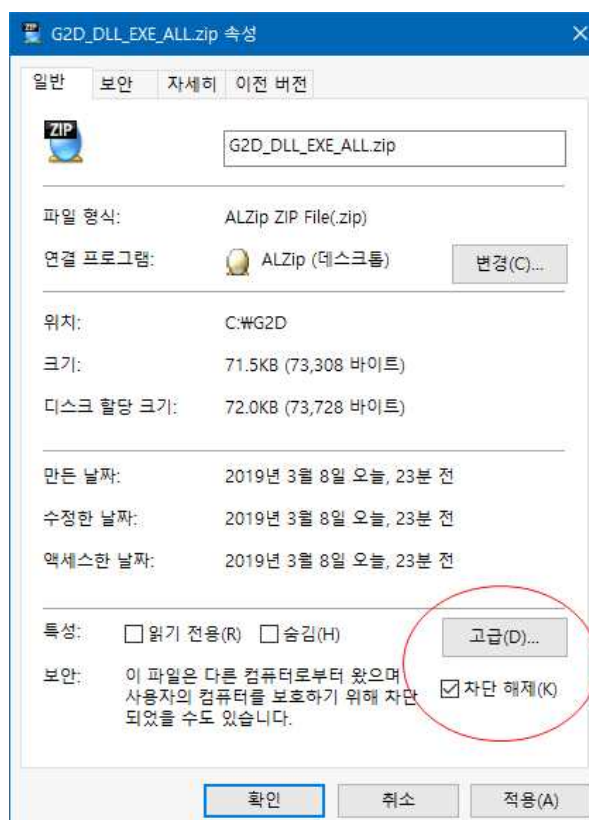 G2D_DLL_EXE_ALL.zip 속성
일반 보안 자세히 이전 버전
ZIP
G2D_DLL_EXE_ALL.zip
파일 형식: ALZip ZIP File(.zip)
연결 프로그램: ALZip (데스크톱) 변경(C)...
위치: C:₩G2D
크기: 71.5KB (73,308 바이트)
디스크 할당 크기: 72.0KB (73,728 바이트)
만든 날짜: 2019년 3월 8일 오늘, 23분 전
수정한 날짜: 2019년 3월 8일 오늘, 23분 전
액세스한 날짜: 2019년 3월 8일 오늘, 23분 전
특성: 읽기 전용(R) 숨김(H) 고급(D)...
보안: 이 파일은 다른 컴퓨터로부터 왔으며
사용자의 컴퓨터를 보호하기 위해 차단
되었을 수도 있습니다.
차단 해제(K)
확인 취소 적용(A)